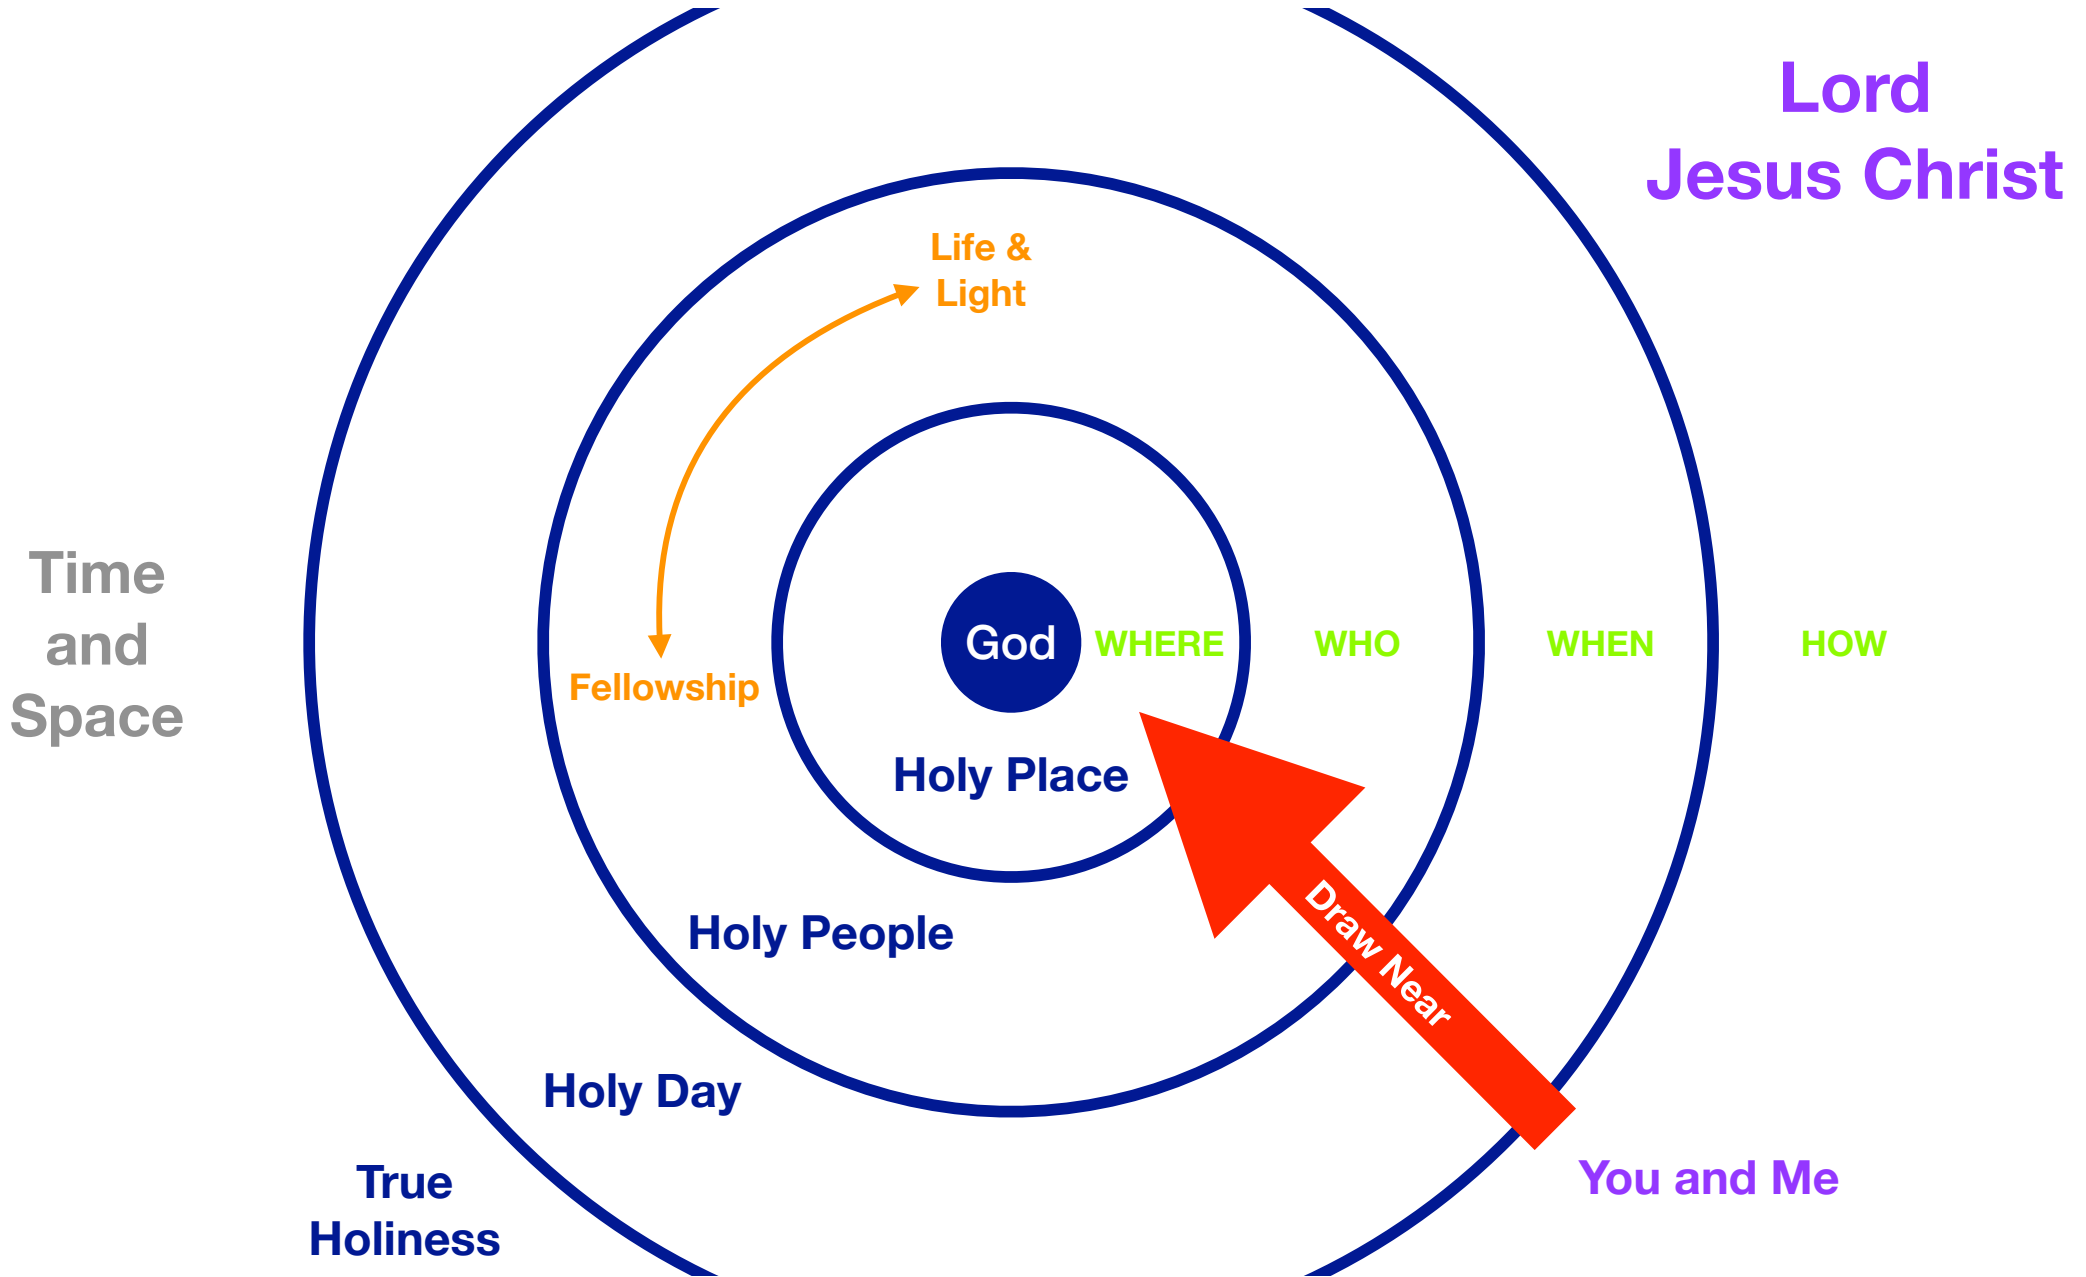 Lord
Jesus Christ
Life &
Light
Time
and
Space
God
WHERE
WHO
WHEN
HOW
Fellowship
Holy Place
Holy People
Draw Near
Holy Day
True
Holiness
You and Me